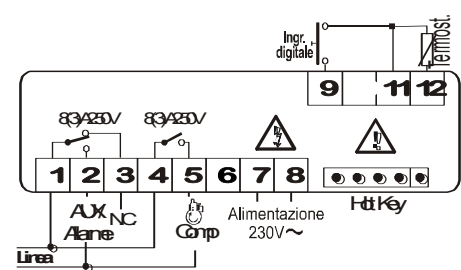 Ingr.
digitale
Termost.
9 11 12
8(3)A250V 8(3)A250V
1 2 3 4 5 6 7 8
AUX/
Alarme
NC
Comp
Alimentazione
230V~
Hot Key
Linea